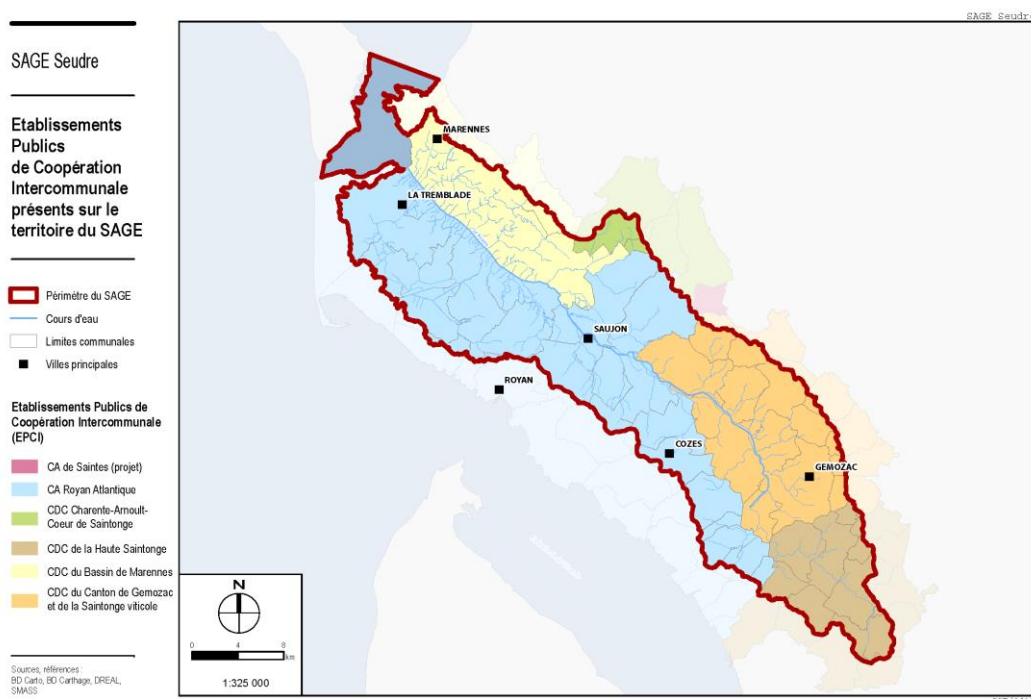 SAGE Seudre
SAGE Seudre
Etablissements
Publics
de Coopération
Intercommunale
présents sur le
territoire du SAGE
Périmètre du SAGE
Cours d'eau
Limites communales
Villes principales
Etablissements Publics de
Coopération Intercommunale
(EPCI)
CA de Saintes (projet)
CA Royan Atlantique
CDC Charente-Arnoult-
Coeur de Saintonge
CDC de la Haute Saintonge
CDC du Bassin de Marennes
CDC du Canton de Gemozac
et de la Saintonge viticole
Sources, références :
BD Carto, BD Carthage, DREAL,
SMASS
MARENNES
LA TREMBLADE
SAUJON
ROYAN
COZES
GEMOZAC
N
0 4 8
km
1:325 000